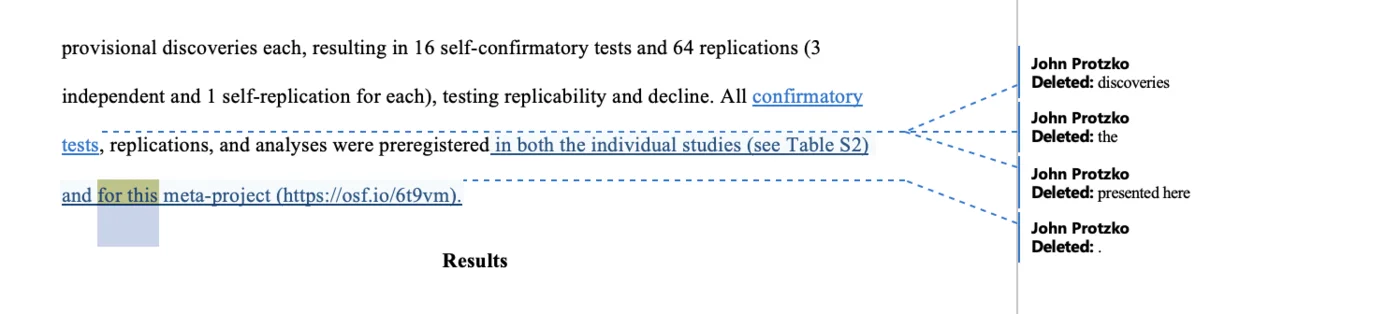 provisional discoveries each, resulting in 16 self-confirmatory tests and 64 replications (3
independent and 1 self-replication for each), testing replicability and decline. All confirmatory
tests, replications, and analyses were preregistered in both the individual studies (see Table S2)
and for this meta-project (https://osf.io/6t9vm).
Results
John Protzko
Deleted: discoveries
John Protzko
Deleted: the
John Protzko
Deleted: presented here
John Protzko
Deleted: .